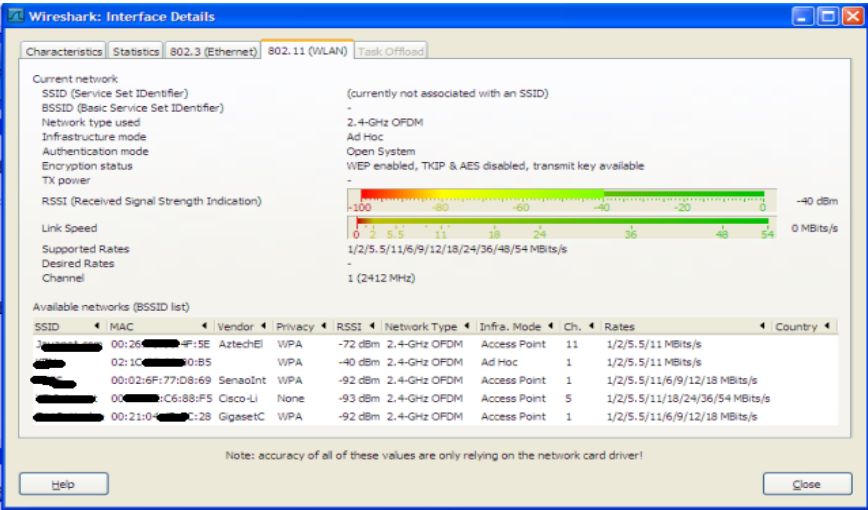 Wireshark: Interface Details
Characteristics Statistics 802.3 (Ethernet) 802.11 (WLAN) Task Offload
Current network
SSID (Service Set IDentifier) (currently not associated with an SSID)
BSSID (Basic Service Set IDentifier) -
Network type used 2.4-GHz OFDM
Infrastructure mode Ad Hoc
Authentication mode Open System
Encryption status WEP enabled, TKIP & AES disabled, transmit key available
TX power -
RSSI (Received Signal Strength Indication) -100 -80 -60 -40 -20 0 -40 dBm
Link Speed 0 2 5.5 11 18 24 36 48 54 0 MBits/s
Supported Rates 1/2/5.5/11/6/9/12/18/24/36/48/54 MBits/s
Desired Rates -
Channel 1 (2412 MHz)
Available networks (BSSID list)
SSID MAC Vendor Privacy RSSI Network Type Infra. Mode Ch. Rates Country
00:26 4F:5E AztechEl WPA -72 dBm 2.4-GHz OFDM Access Point 11 1/2/5.5/11 MBits/s
02:1C 00:B5 WPA -40 dBm 2.4-GHz OFDM Ad Hoc 1 1/2/5.5/11 MBits/s
00:02:6F:77:D8:69 SenaoInt WPA -92 dBm 2.4-GHz OFDM Access Point 1 1/2/5.5/11/6/9/12/18 MBits/s
:C6:88:F5 Cisco-Li None -93 dBm 2.4-GHz OFDM Access Point 5 1/2/5.5/11/18/24/36/54 MBits/s
00:21:04 C:28 GigasetC WPA -92 dBm 2.4-GHz OFDM Access Point 1 1/2/5.5/11/6/9/12/18 MBits/s
Note: accuracy of all of these values are only relying on the network card driver!
Help Close